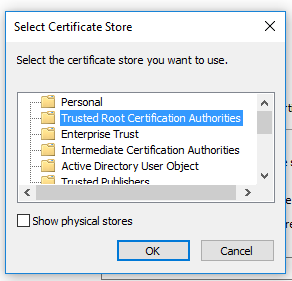 Select Certificate Store
Select the certificate store you want to use.
Personal
Trusted Root Certification Authorities
Enterprise Trust
Intermediate Certification Authorities
Active Directory User Object
Trusted Publishers
Show physical stores
OK
Cancel